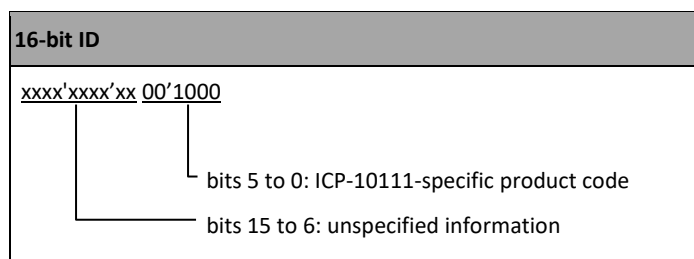 16-bit ID
xxxx'xxxx’xx 00’1000
bits 5 to 0: ICP-10111-specific product code
bits 15 to 6: unspecified information